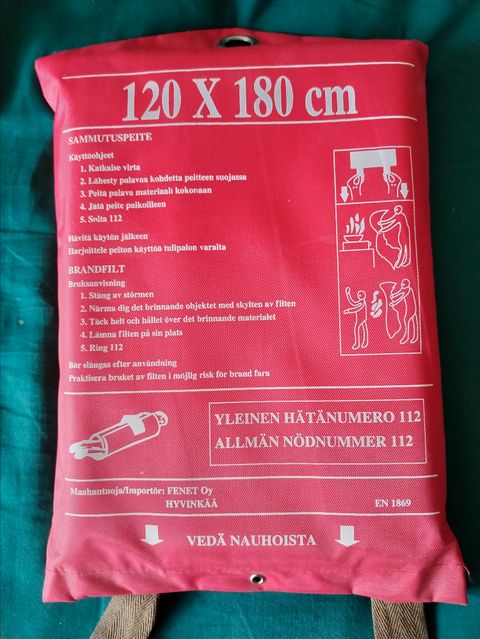 120 X 180 cm
SAMMUTUSPEITE
Käyttöohjeet
1. Katkaise virta
2. Lähesty palavaa kohdetta peitteen suojassa
3. Peitä palava materiaali kokonaan
4. Jätä peite paikoilleen
5. Soita 112
Hävitä käytön jälkeen
Harjoittele peiton käyttöä tulipalon varalta
BRANDFILT
Bruksanvisning
1. Stäng av störmen
2. Närma dig det brinnande objektet med skylten av filten
3. Täck helt och hållet över det brinnande materialet
4. Lämna filten på sin plats
5. Ring 112
Bör slängas efter användning
Praktisera bruket av filten i möjlig risk för brand fara
YLEINEN HÄTÄNUMERO 112
ALLMÄN NÖDNUMMER 112
Maahantuoja/Importör: FENET Oy
HYVINKÄÄ
EN 1869
VEDÄ NAUHOISTA